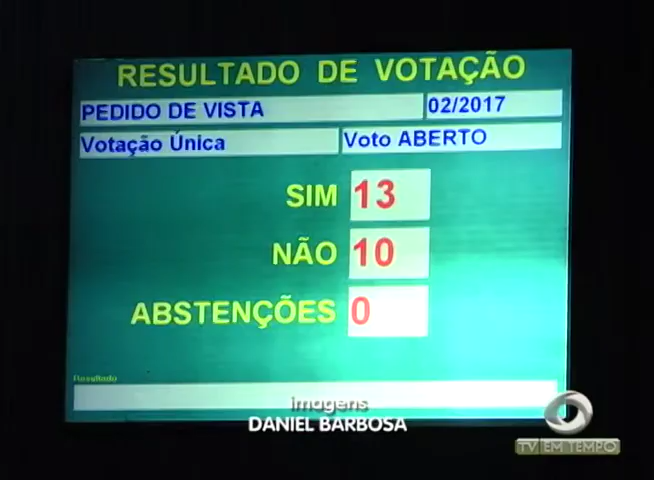 RESULTADO DE VOTAÇÃO
PEDIDO DE VISTA 02/2017
Votação Única Voto ABERTO
SIM 13
NÃO 10
ABSTENÇÕES 0
Resultado
imagens
DANIEL BARBOSA
TV EM TEMPO